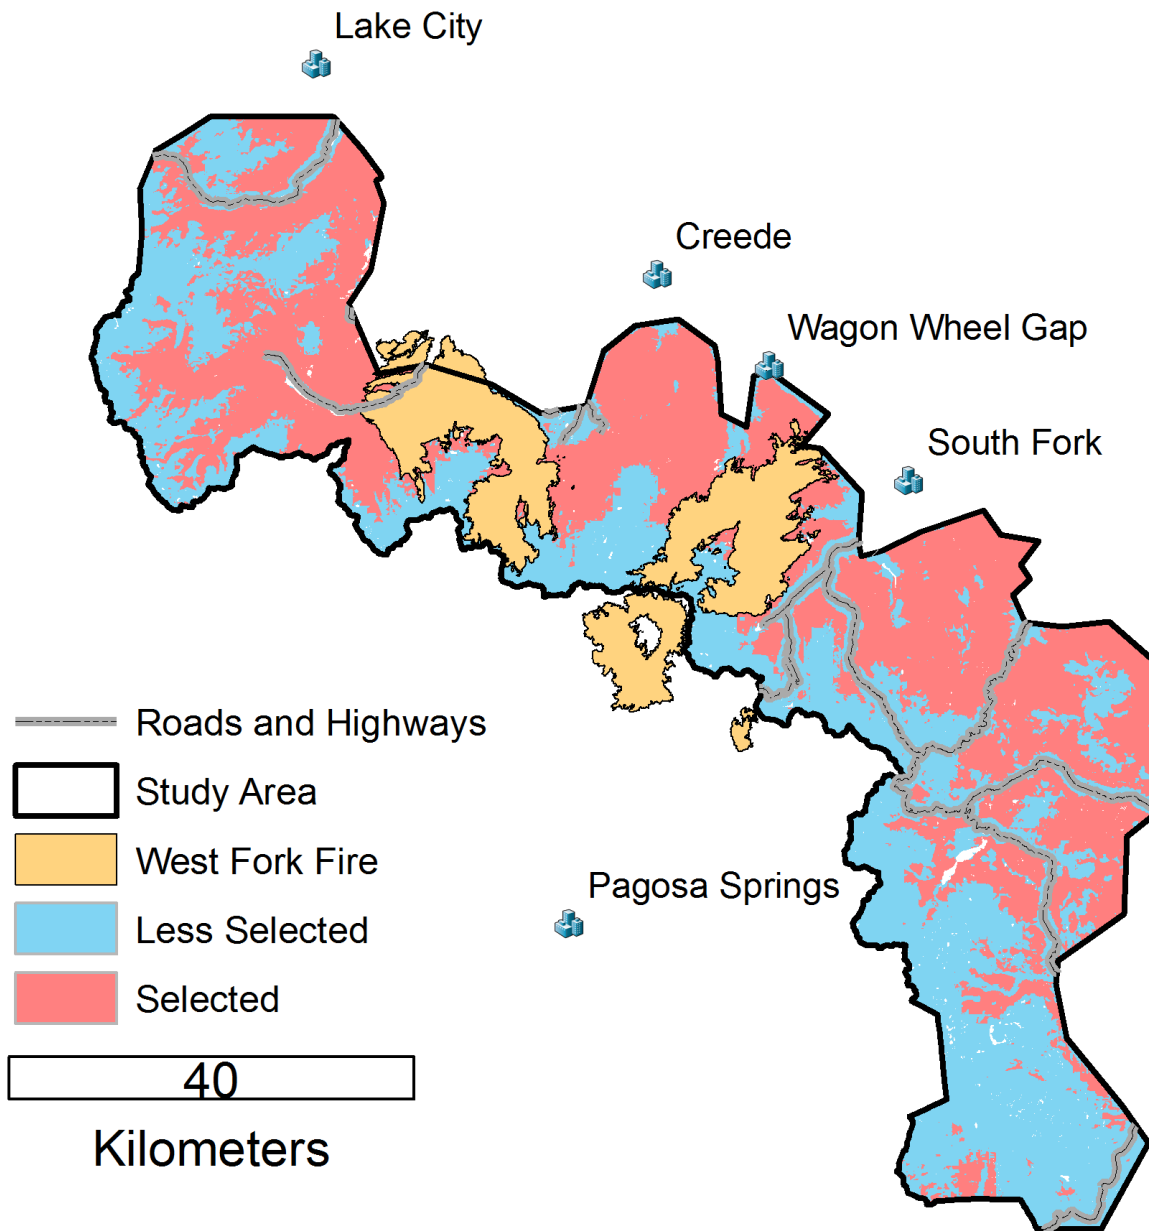 Lake City
Creede
Wagon Wheel Gap
South Fork
Roads and Highways
Study Area
West Fork Fire
Pagosa Springs
Less Selected
Selected
40
Kilometers